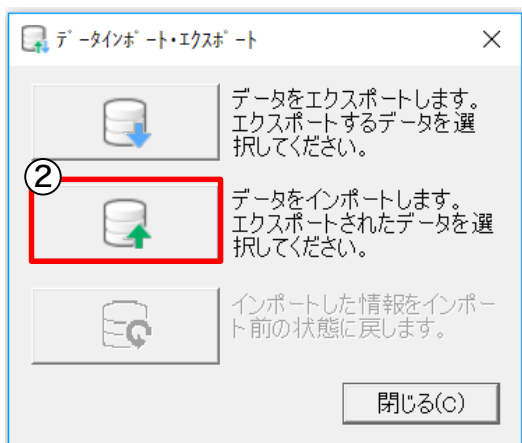 ﾃﾞｰﾀｲﾝﾎﾟｰﾄ・ｴｸｽﾎﾟｰﾄ
データをエクスポートします。
エクスポートするデータを選
択してください。
②
データをインポートします。
エクスポートされたデータを選
択してください。
インポートした情報をインポー
ト前の状態に戻します。
閉じる(C)